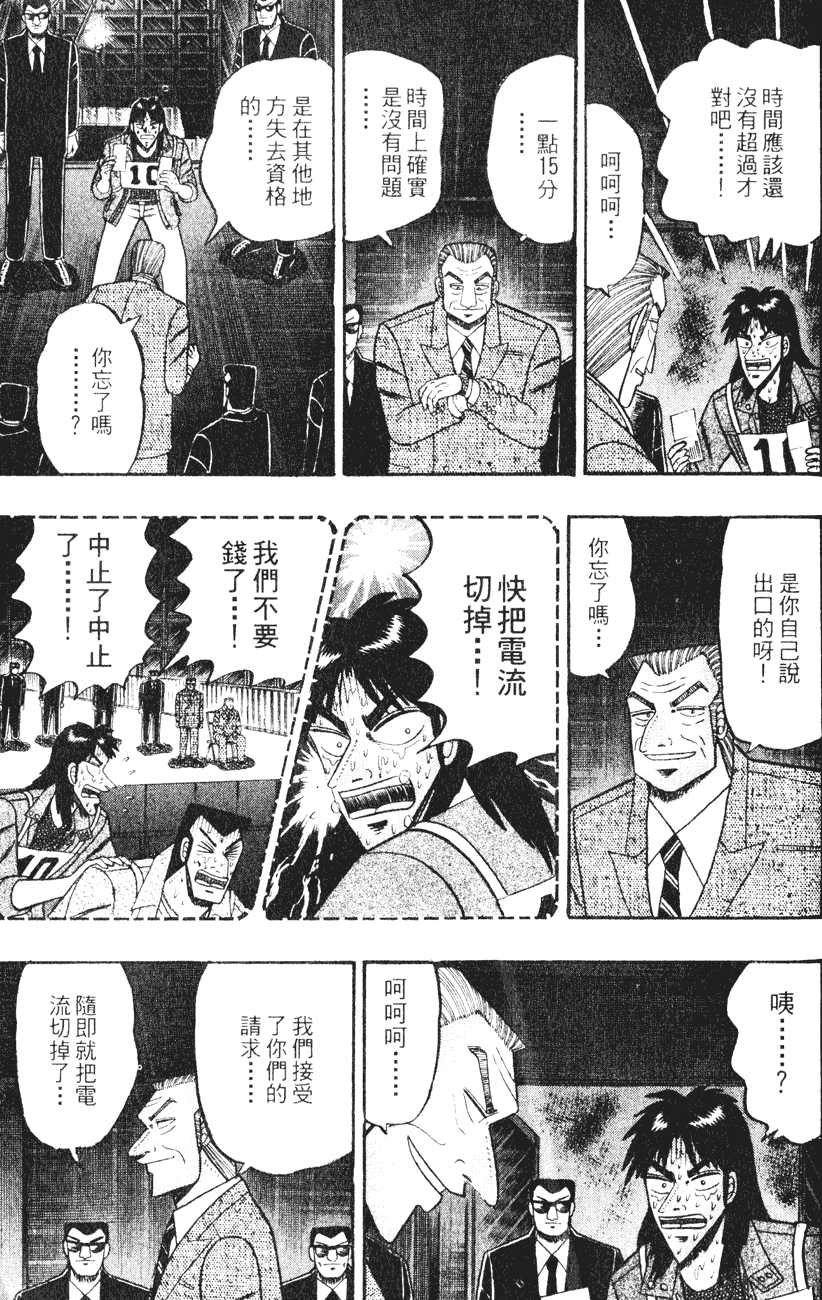 時間應該還
沒有超過才
對吧……！
呵呵呵…
一點15分
……
時間上確實
是沒有問題
……
是在其他地
方失去資格
的……
10
10
你忘了嗎
………？
是你自己說
出口的呀！
你忘了嗎…
快把電流
切掉…！
我們不要
錢了…！
中止了中止
了……！
10
咦……？
呵呵呵……
我們接受
了你們的
請求……
隨即就把電
流切掉了…